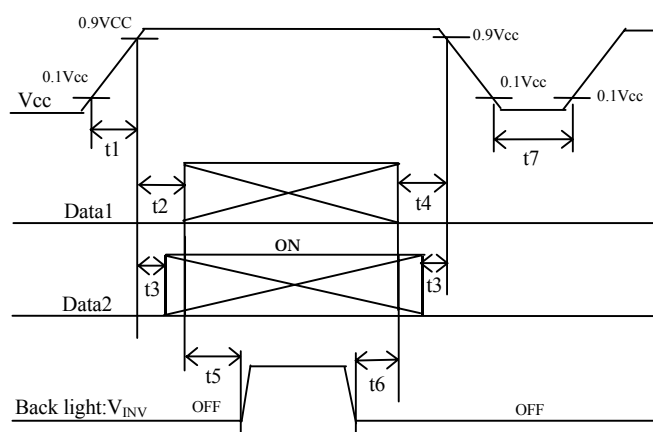 0.9VCC
0.9Vcc
0.1Vcc
0.1Vcc
0.1Vcc
Vcc
t1
t7
t2
t4
Data1
ON
t3
t3
Data2
t5
t6
Back light:VINV
OFF
OFF